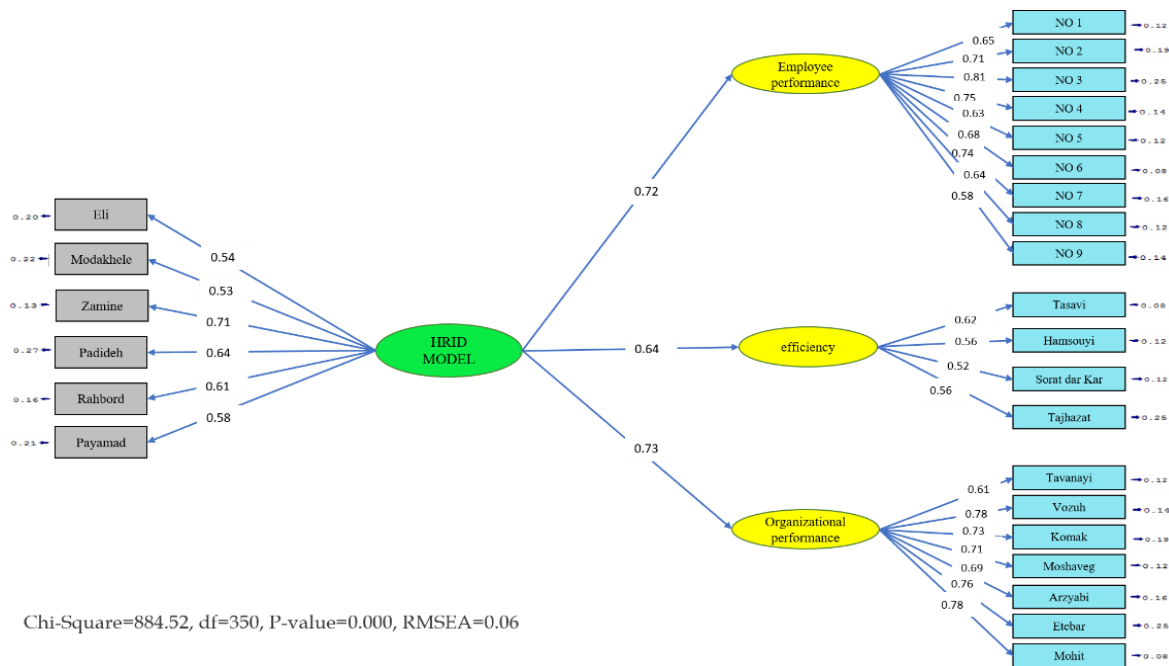 NO 1
0.12
0.65
NO 2
0.19
0.71
Employee
performance
NO 3
0.25
0.81
0.75
NO 4
0.14
0.63
NO 5
0.12
0.68
0.74
NO 6
0.08
0.64
NO 7
0.16
0.58
NO 8
0.12
NO 9
0.14
0.72
0.20
Eli
0.54
0.22
Modakhele
0.53
0.13
Zamine
0.71
0.27
Padideh
0.64
0.16
Rahbord
0.61
0.21
Payamad
0.58
HRID
MODEL
0.64
efficiency
0.62
Tasavi
0.08
0.56
Hamsouyi
0.12
0.52
Sorat dar Kar
0.12
0.56
Tajhazat
0.25
0.73
Organizational
performance
0.61
Tavanayi
0.12
0.78
Vozuh
0.14
0.73
Komak
0.19
0.71
Moshaveg
0.12
0.69
Arzyabi
0.16
0.76
Etebar
0.25
0.78
Mohit
0.08
Chi-Square=884.52, df=350, P-value=0.000, RMSEA=0.06